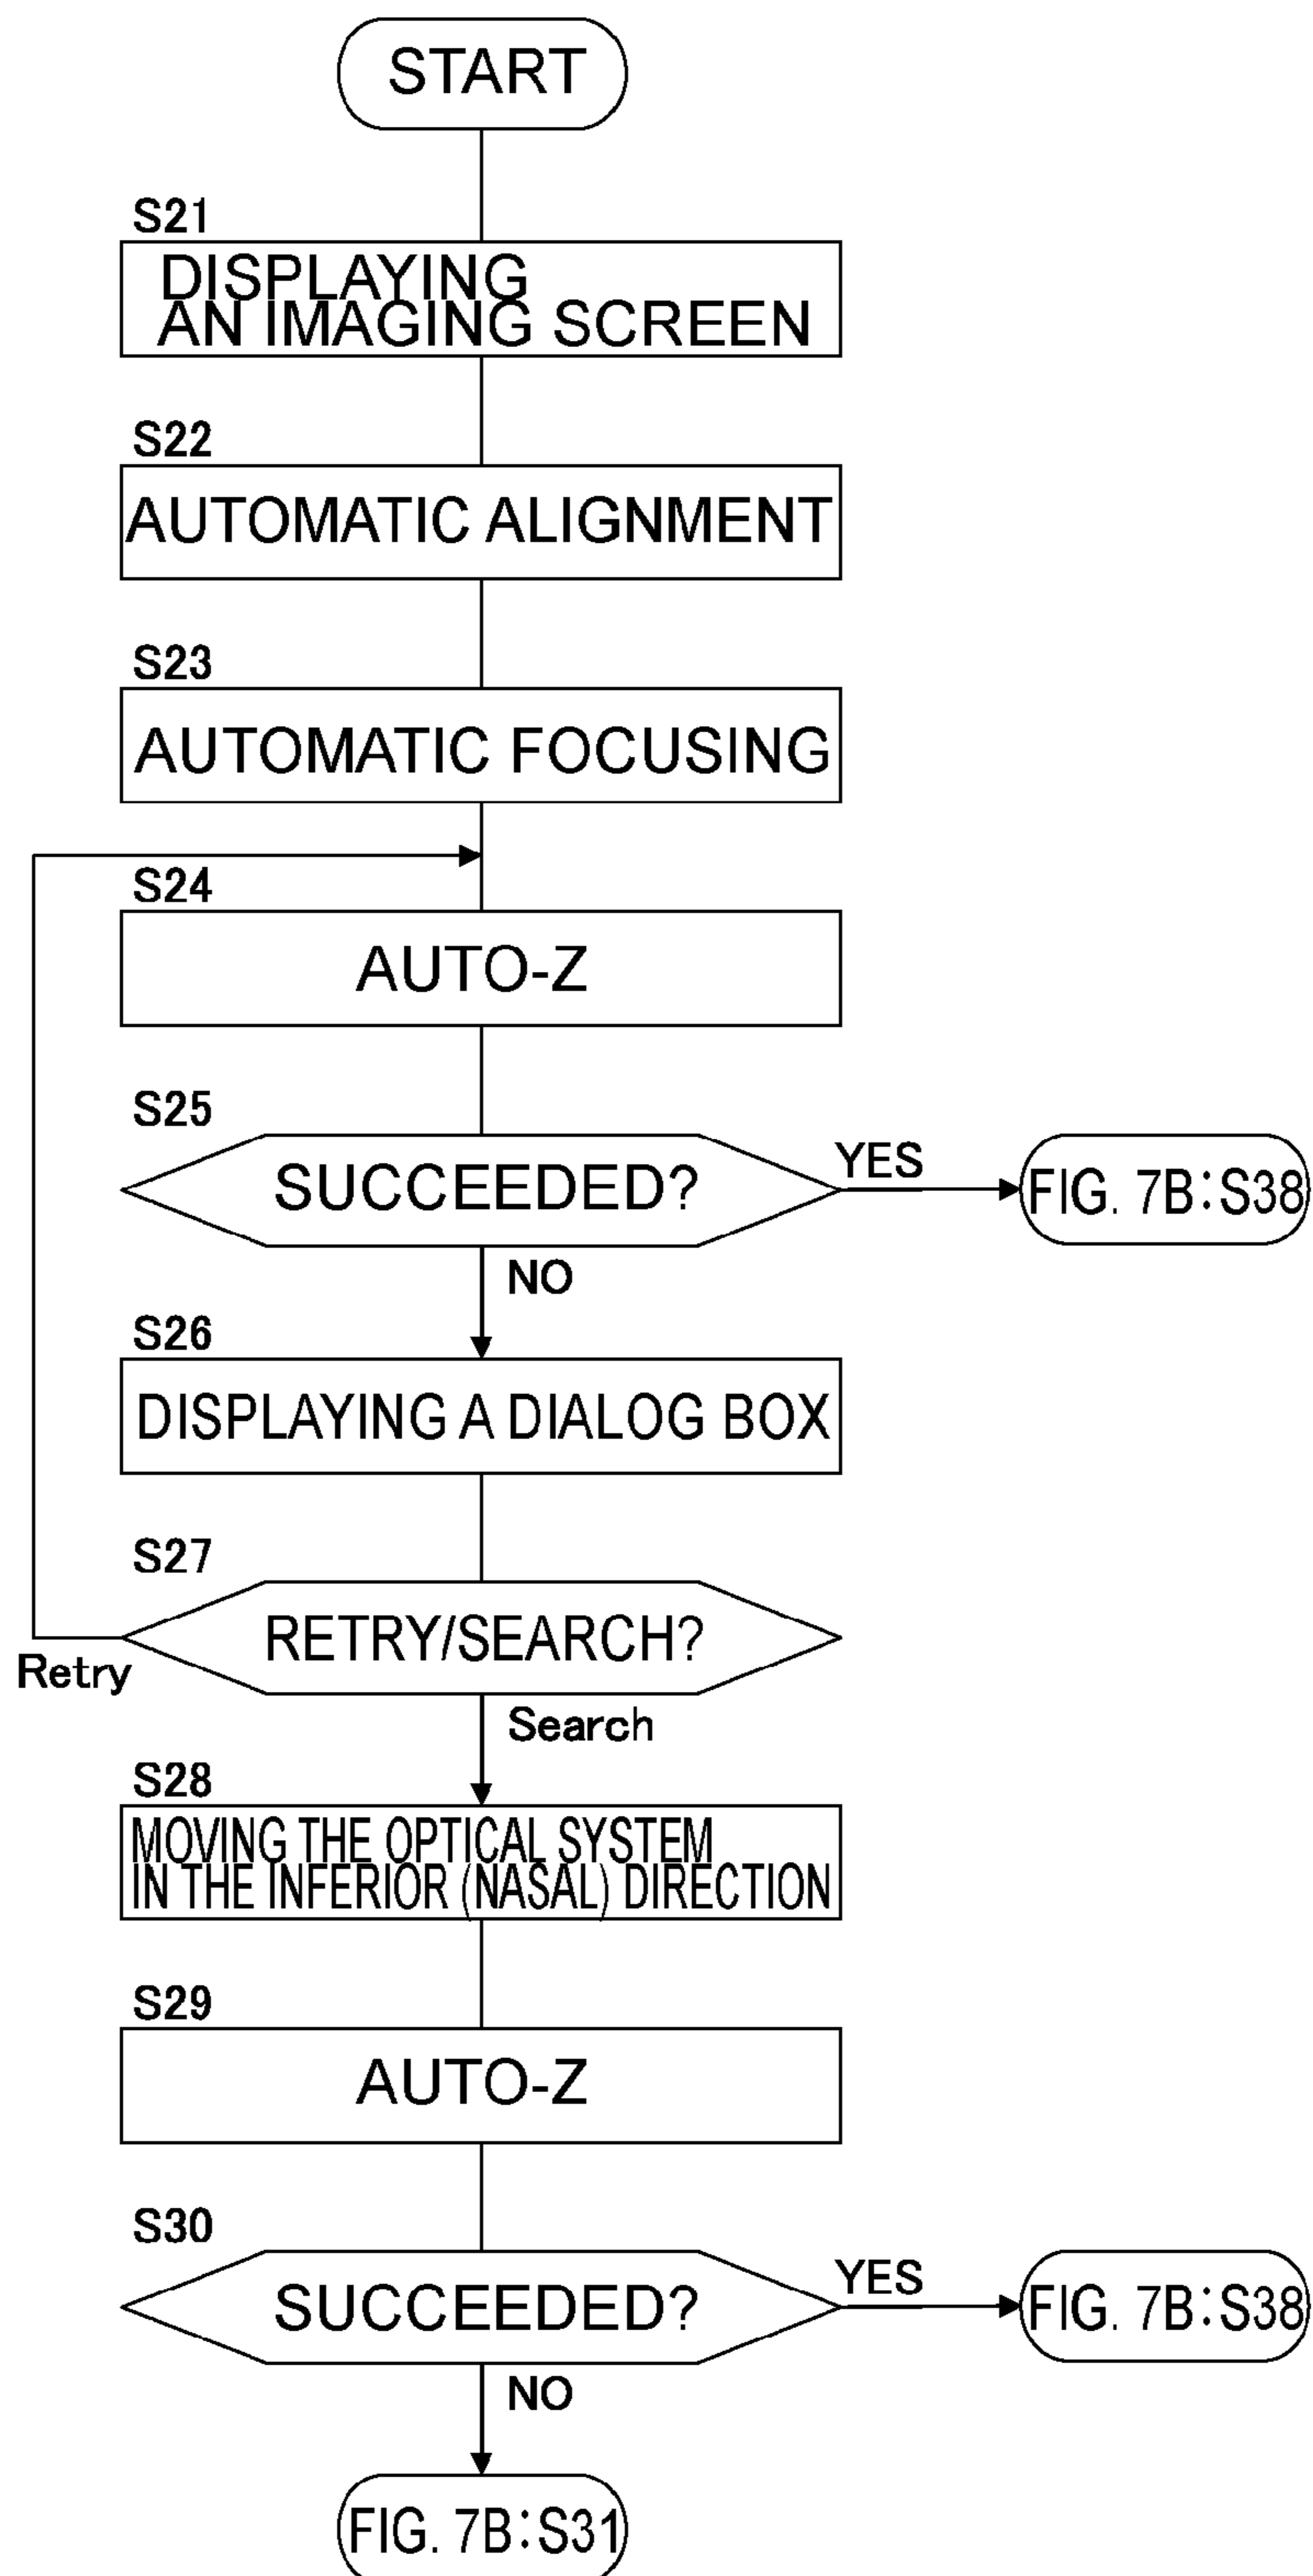 START
S21
DISPLAYING
AN IMAGING SCREEN
S22
AUTOMATIC ALIGNMENT
S23
AUTOMATIC FOCUSING
S24
AUTO-Z
S25
SUCCEEDED?
YES
FIG. 7B:S38
NO
S26
DISPLAYING A DIALOG BOX
S27
RETRY/SEARCH?
Retry
Search
S28
MOVING THE OPTICAL SYSTEM
IN THE INFERIOR (NASAL) DIRECTION
S29
AUTO-Z
S30
SUCCEEDED?
YES
FIG. 7B:S38
NO
FIG. 7B:S31